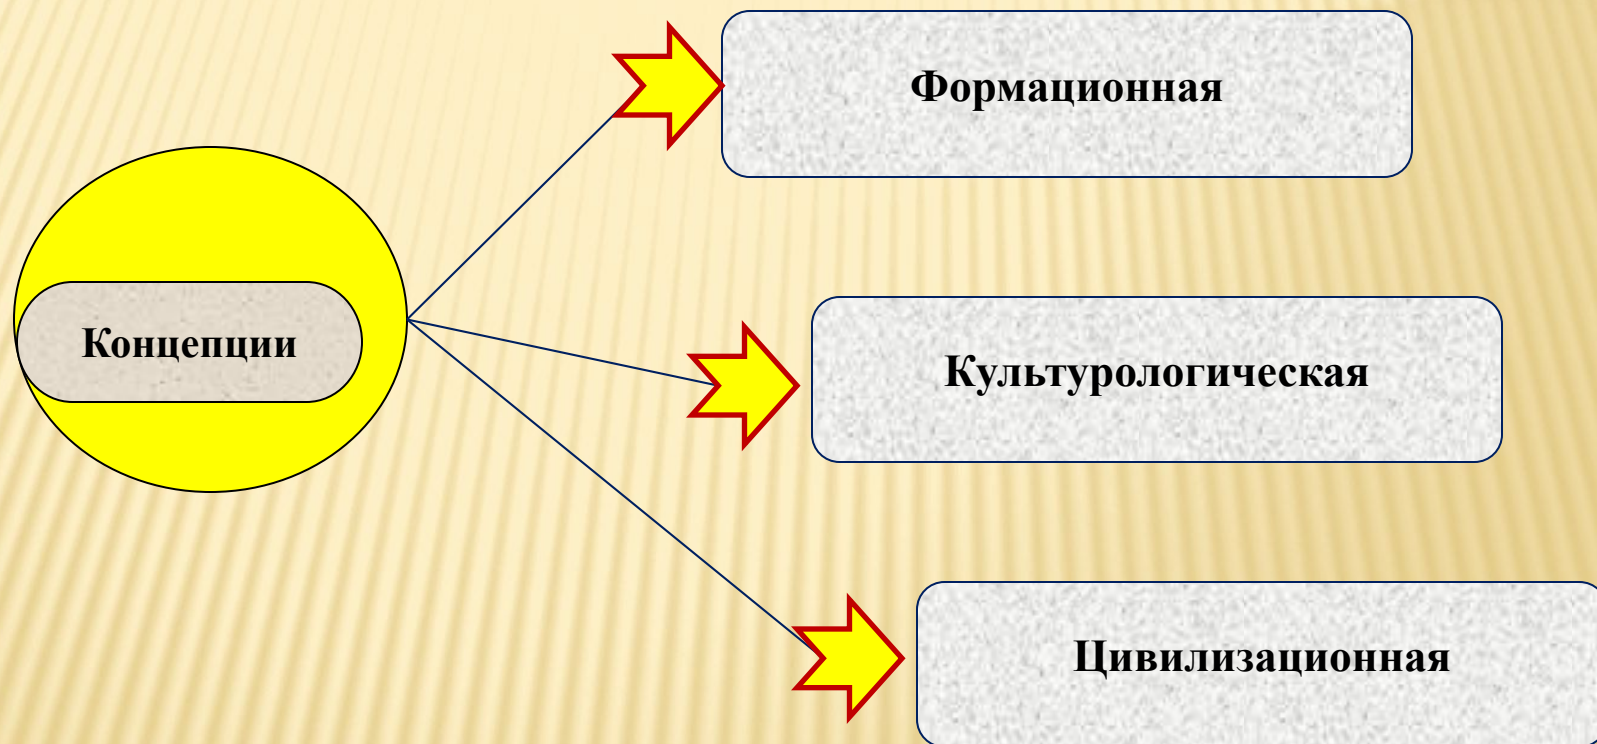 Формационная
Концепции
Культурологическая
Цивилизационная